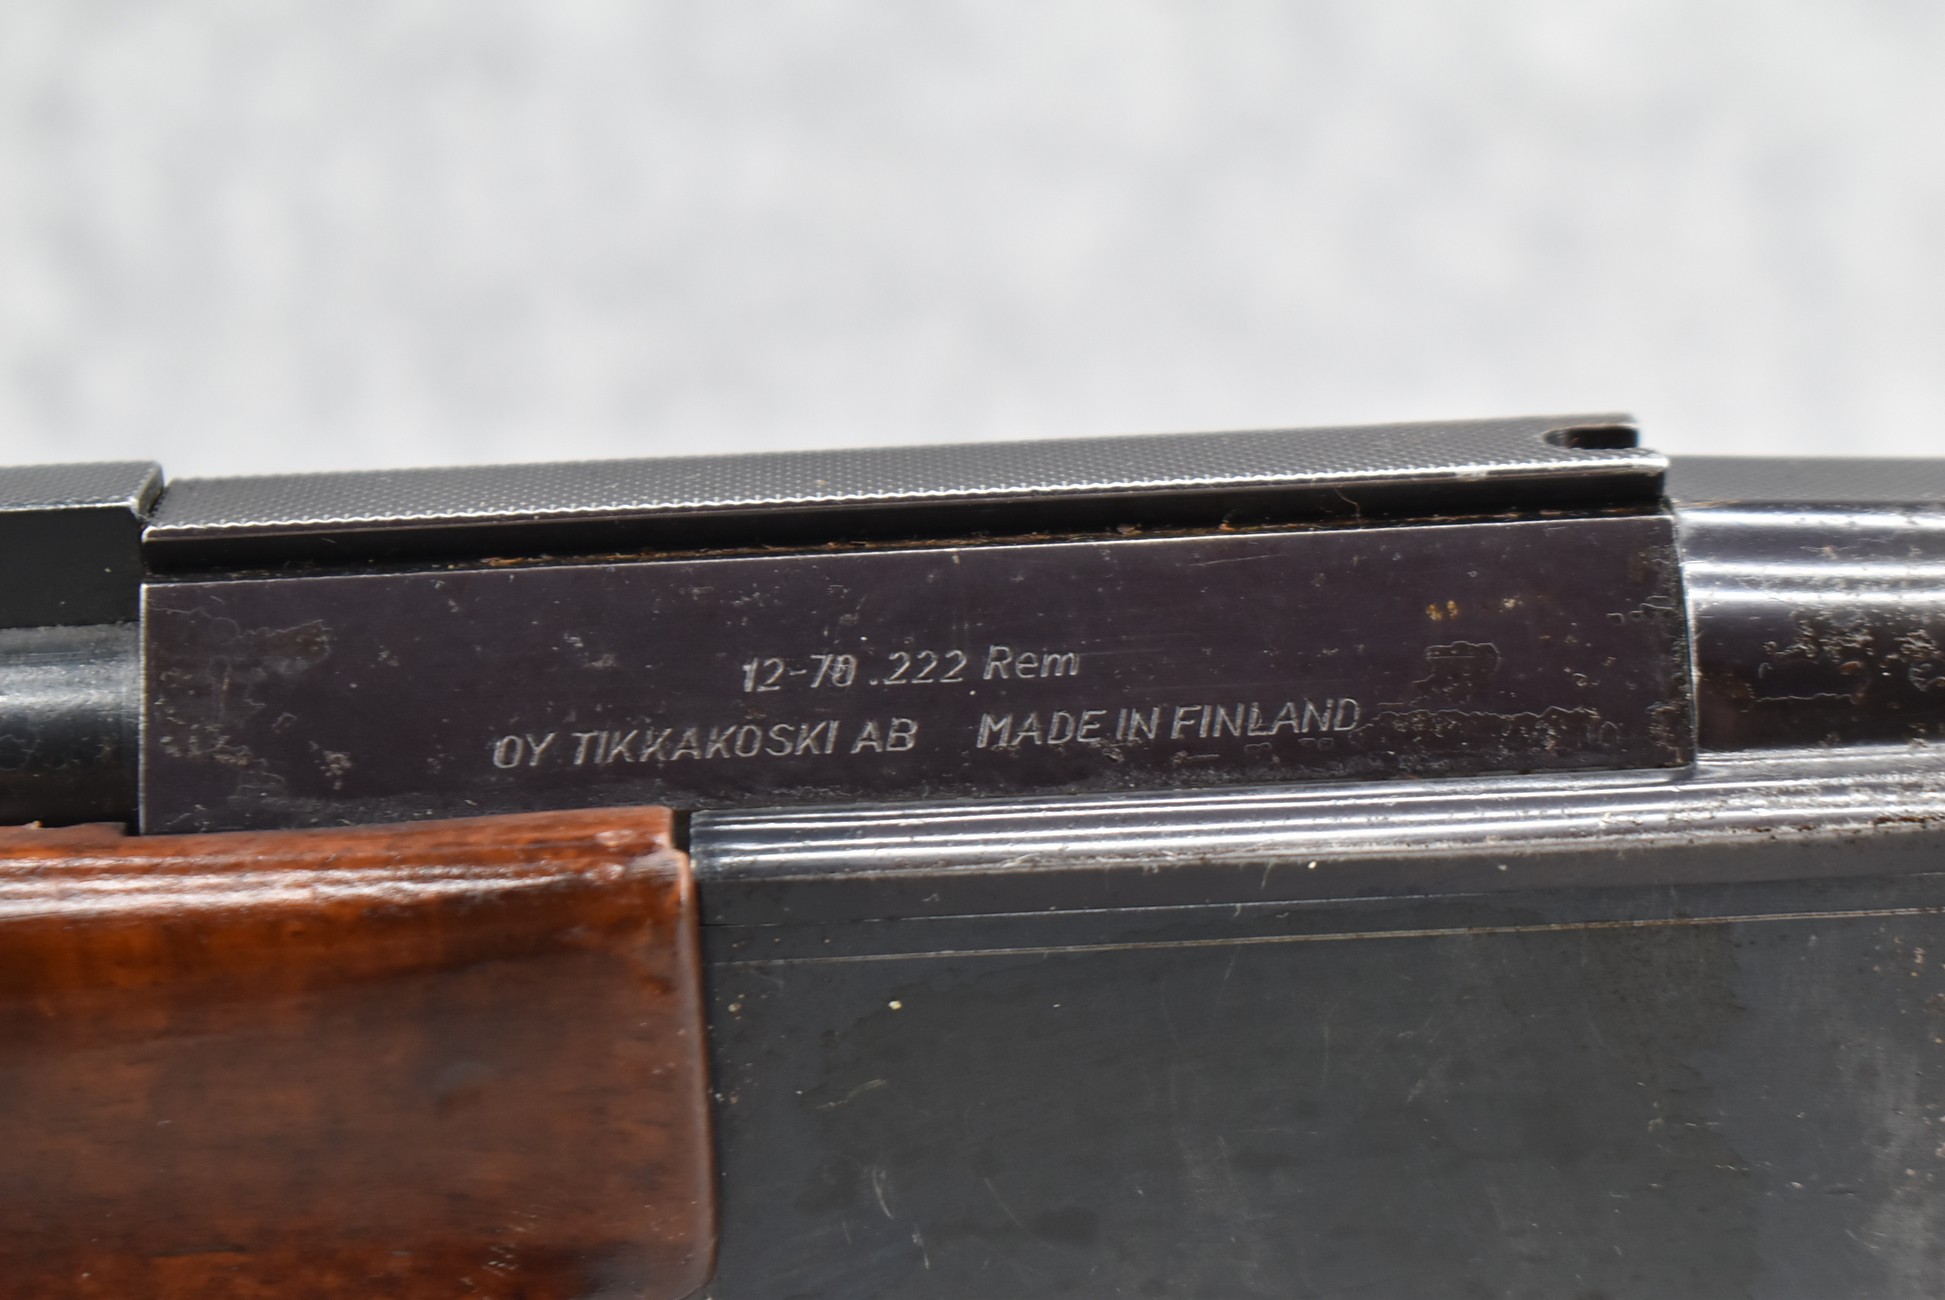 12-70 .222 Rem
OY TIKKAKOSKI AB MADE IN FINLAND